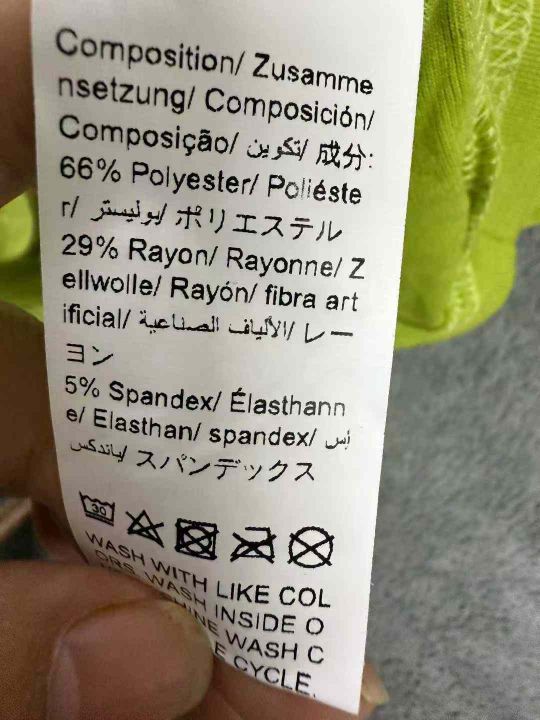 Composition/ Zusamme
nsetzung/ Composición/
Composição/ تكوين/ 成分:
66% Polyester/ Poliéste
r/ بوليستر/ ポリエステル
29% Rayon/ Rayonne/ Z
ellwolle/ Rayón/ fibra art
ificial/ الألياف الصناعية/ レー
ヨン
5% Spandex/ Élasthann
e/ Elasthan/ spandex/ إس
باندكس/ スパンデックス
30
WASH WITH LIKE COL
ORS, WASH INSIDE O
WASH C
CYCLE.